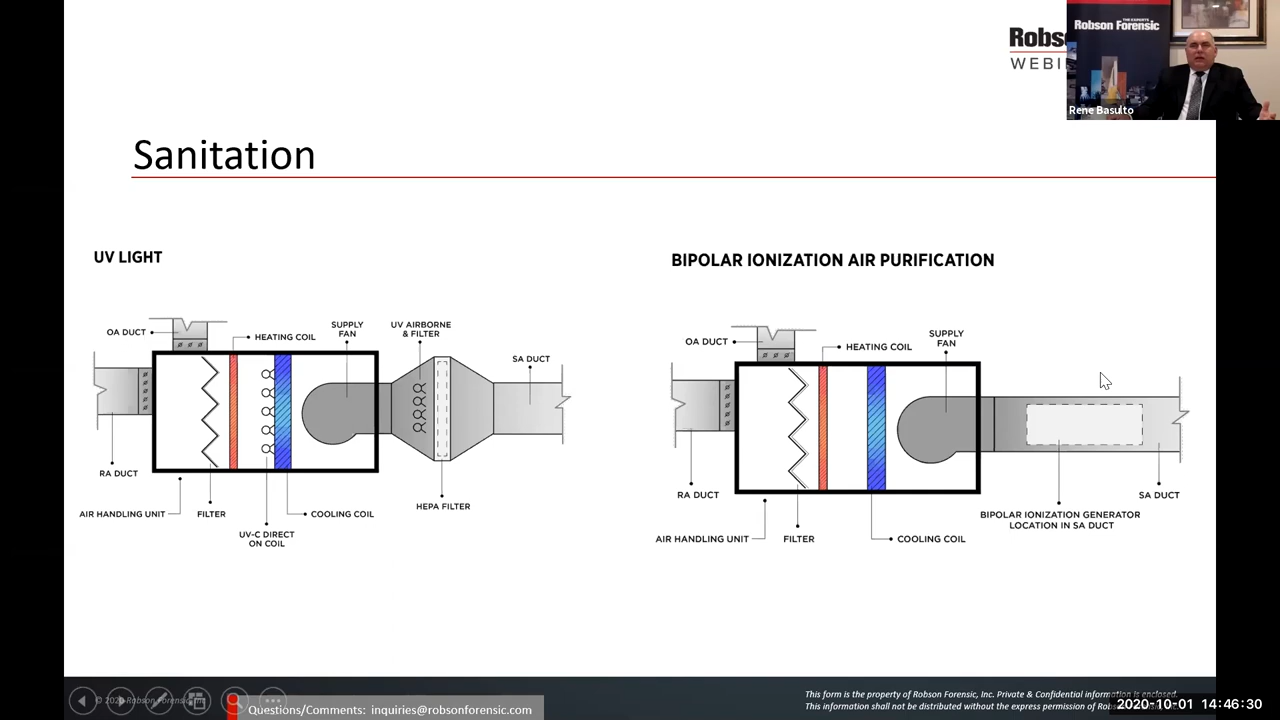 Robs
WEBI
THE EXPERTS
Robson Forensic
Rene Basulto
Sanitation
UV LIGHT
OA DUCT
HEATING COIL
SUPPLY
FAN
UV AIRBORNE
& FILTER
SA DUCT
RA DUCT
AIR HANDLING UNIT
FILTER
UV-C DIRECT
ON COIL
COOLING COIL
HEPA FILTER
BIPOLAR IONIZATION AIR PURIFICATION
OA DUCT
HEATING COIL
SUPPLY
FAN
RA DUCT
AIR HANDLING UNIT
FILTER
COOLING COIL
BIPOLAR IONIZATION GENERATOR
LOCATION IN SA DUCT
SA DUCT
Robson Forensic
Questions/Comments: inquiries@robsonforensic.com
This form is the property of Robson Forensic, Inc. Private & Confidential information is enclosed.
This information shall not be distributed without the express permission of
2020-10-01 14:46:30